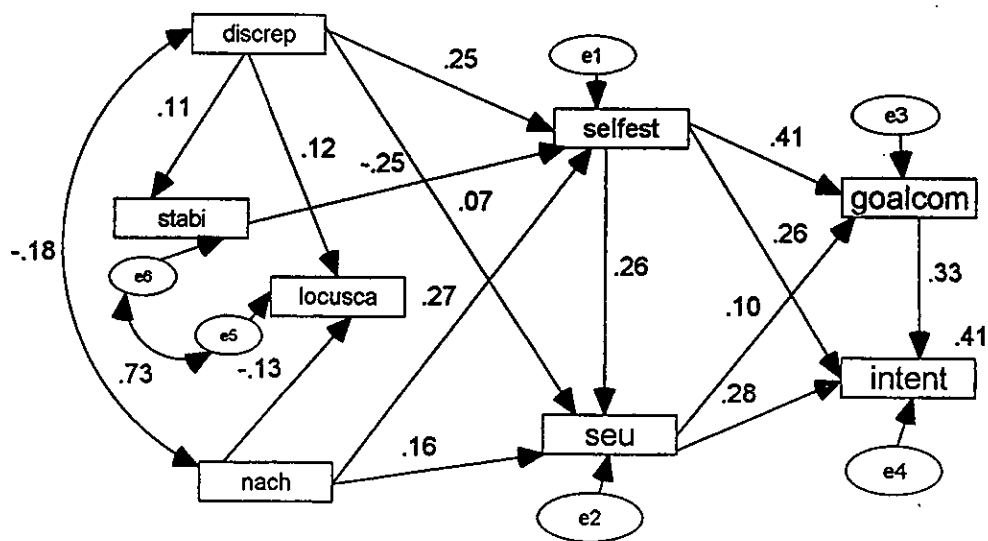 discrep
e1
.25
selfest
e3
.11
.12
.41
goalcom
-.25
stabi
.07
.26
-.18
e6
.26
.33
locusca
.27
e5
.10
.73
-.13
.41
intent
.28
seu
.16
nach
e4
e2